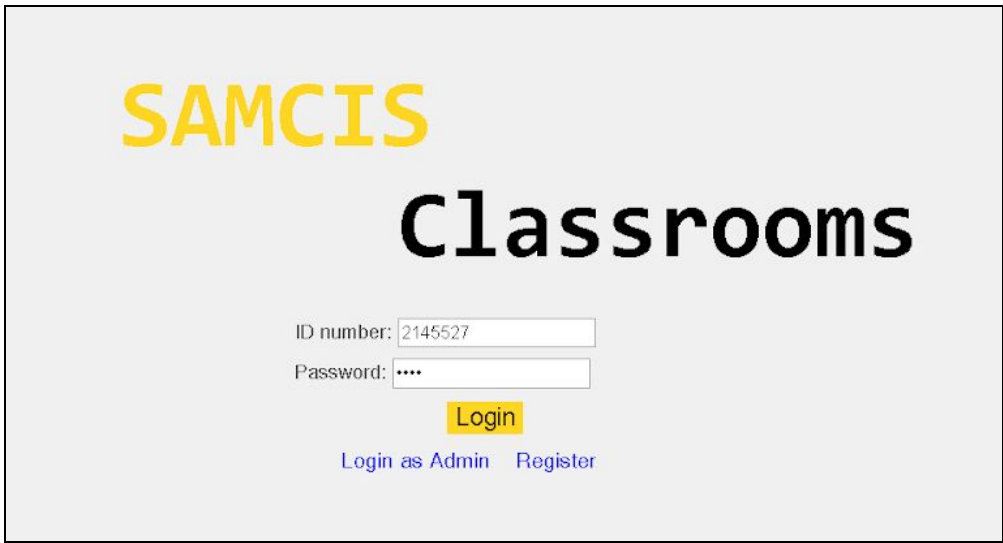 SAMCIS
Classrooms
ID number: 2145527
Password: ••••
Login
Login as Admin Register